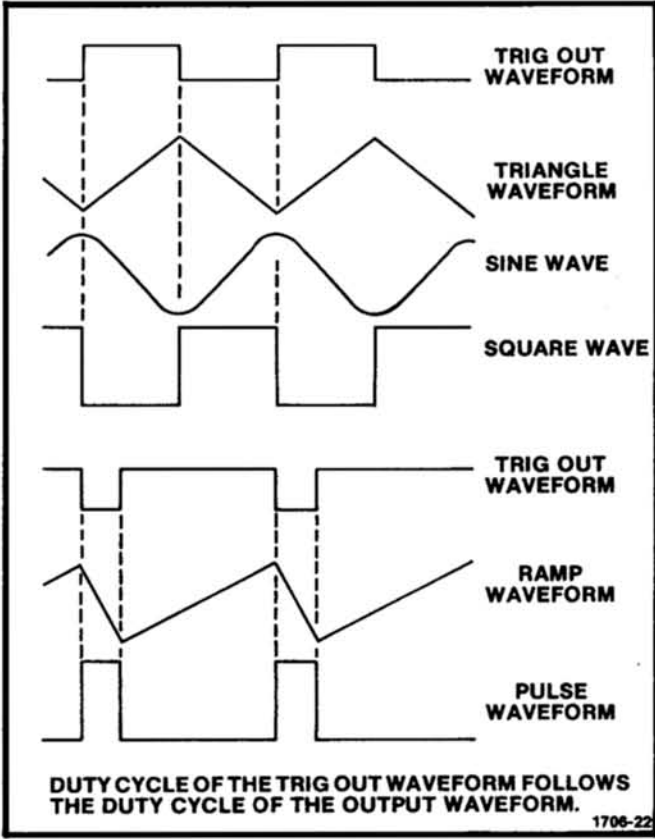 TRIG OUT
WAVEFORM
TRIANGLE
WAVEFORM
SINE WAVE
SQUARE WAVE
TRIG OUT
WAVEFORM
RAMP
WAVEFORM
PULSE
WAVEFORM
DUTY CYCLE OF THE TRIG OUT WAVEFORM FOLLOWS
THE DUTY CYCLE OF THE OUTPUT WAVEFORM.
1706-22